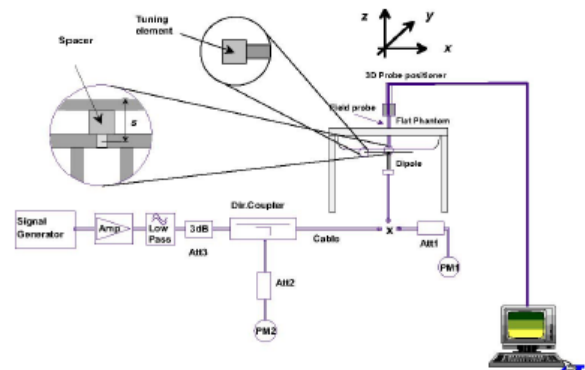 Tuning
element
Spacer
s
z
y
x
3D Probe positioner
Field probe
Flat Phantom
Dipole
Signal
Generator
Amp
Low
Pass
3dB
Att3
Dir.Coupler
Cable
x
Att1
PM1
Att2
PM2